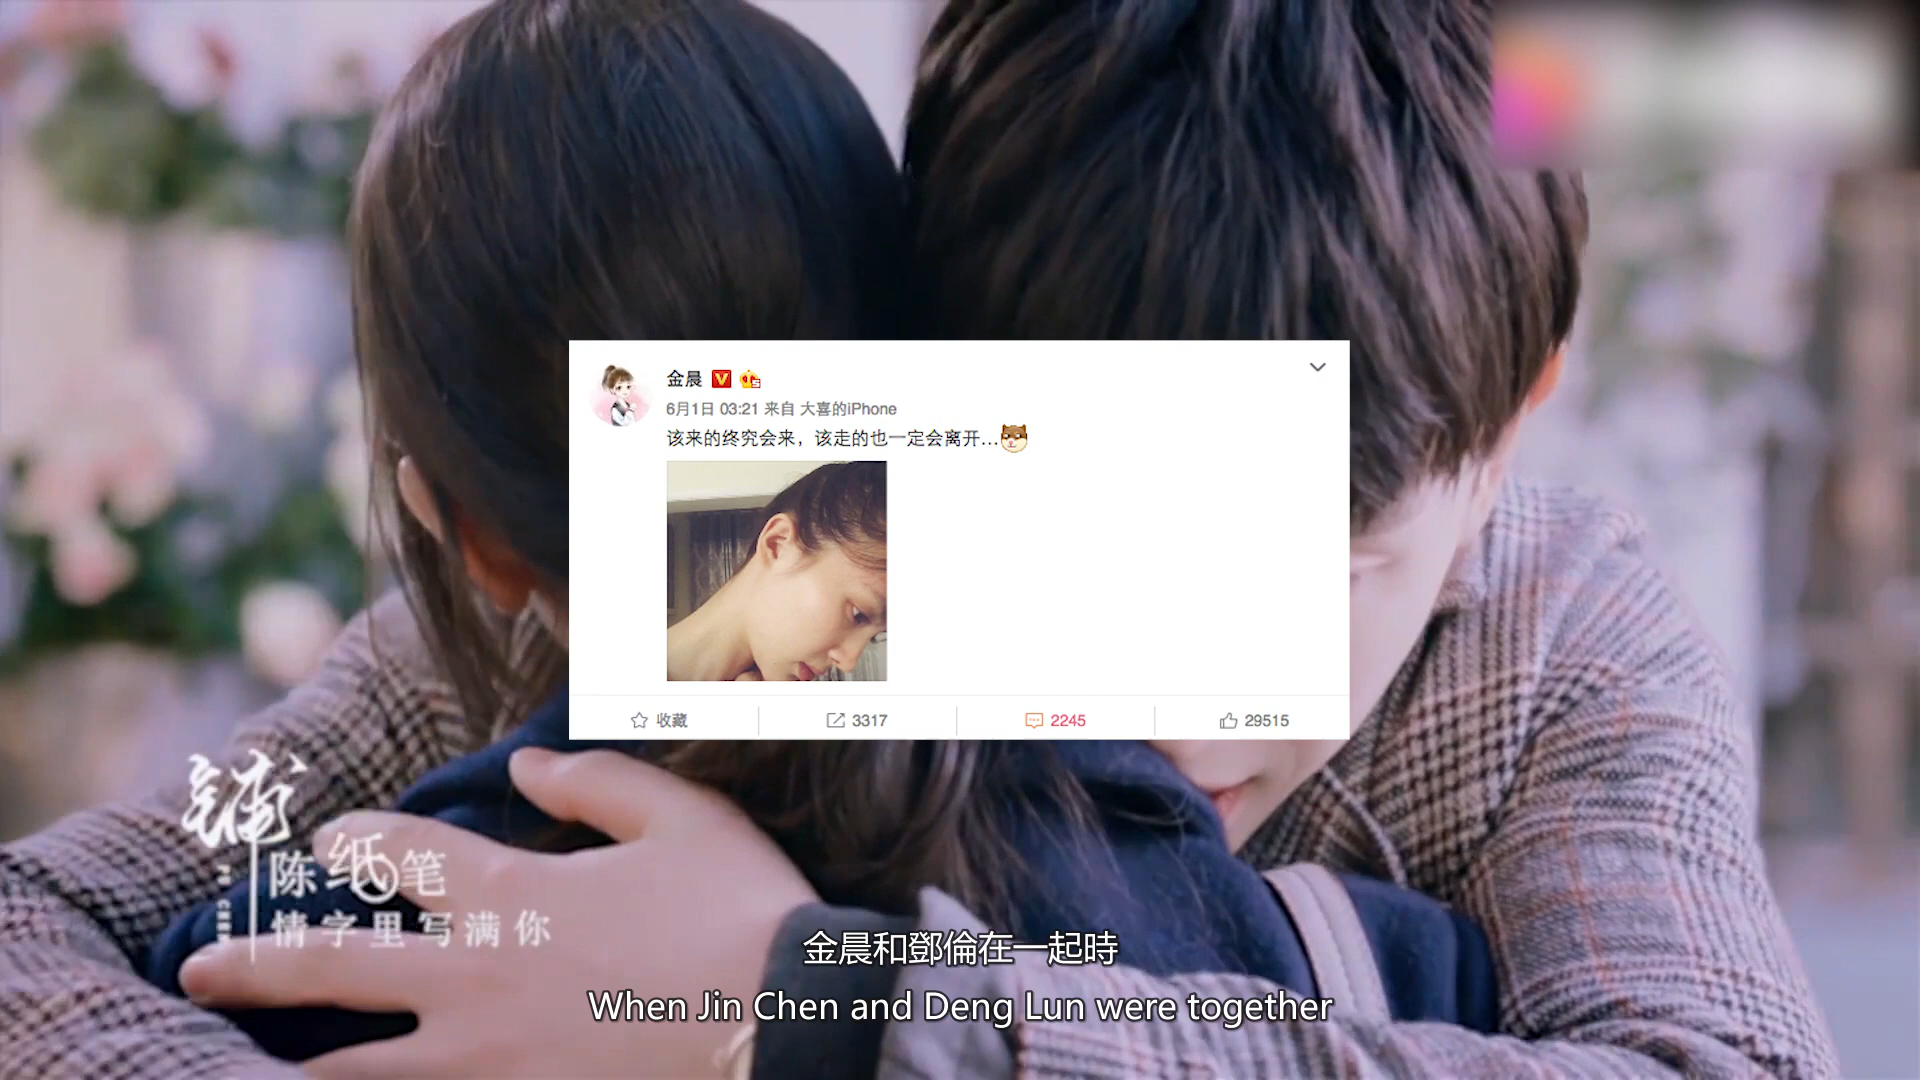 金晨
6月1日 03:21 来自 大喜的iPhone
该来的终究会来，该走的也一定会离开...
收藏
3317
2245
29515
铺
陈纸笔
情字里写满你
金晨和鄧倫在一起時
When Jin Chen and Deng Lun were together